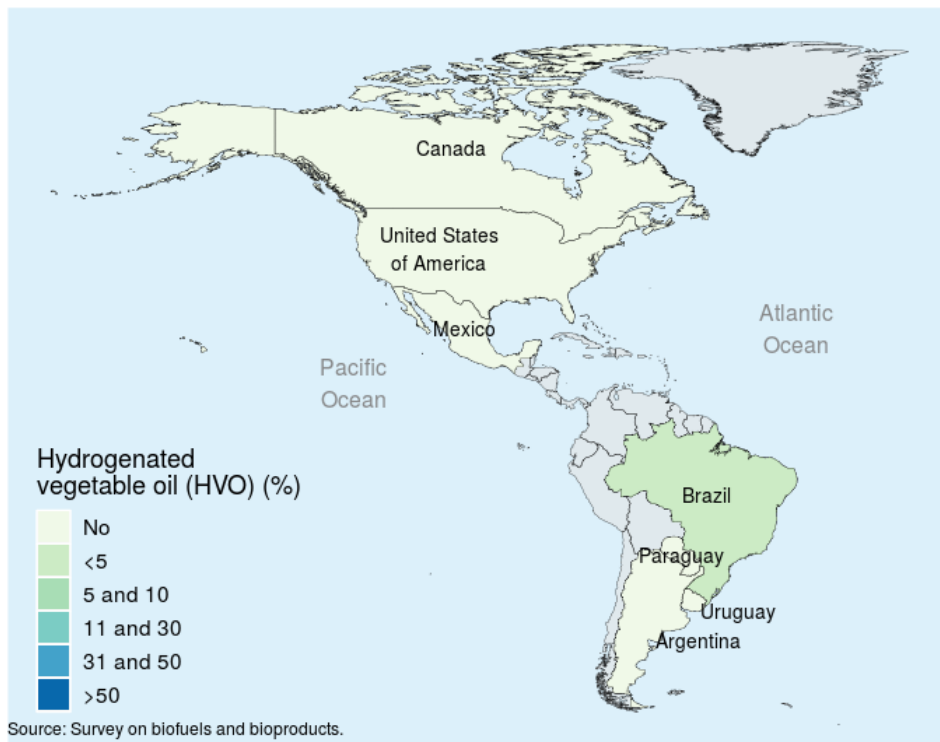 Canada
United States
of America
Mexico
Atlantic
Ocean
Pacific
Ocean
Hydrogenated
vegetable oil (HVO) (%)
No
<5
5 and 10
11 and 30
31 and 50
>50
Brazil
Paraguay
Uruguay
Argentina
Source: Survey on biofuels and bioproducts.